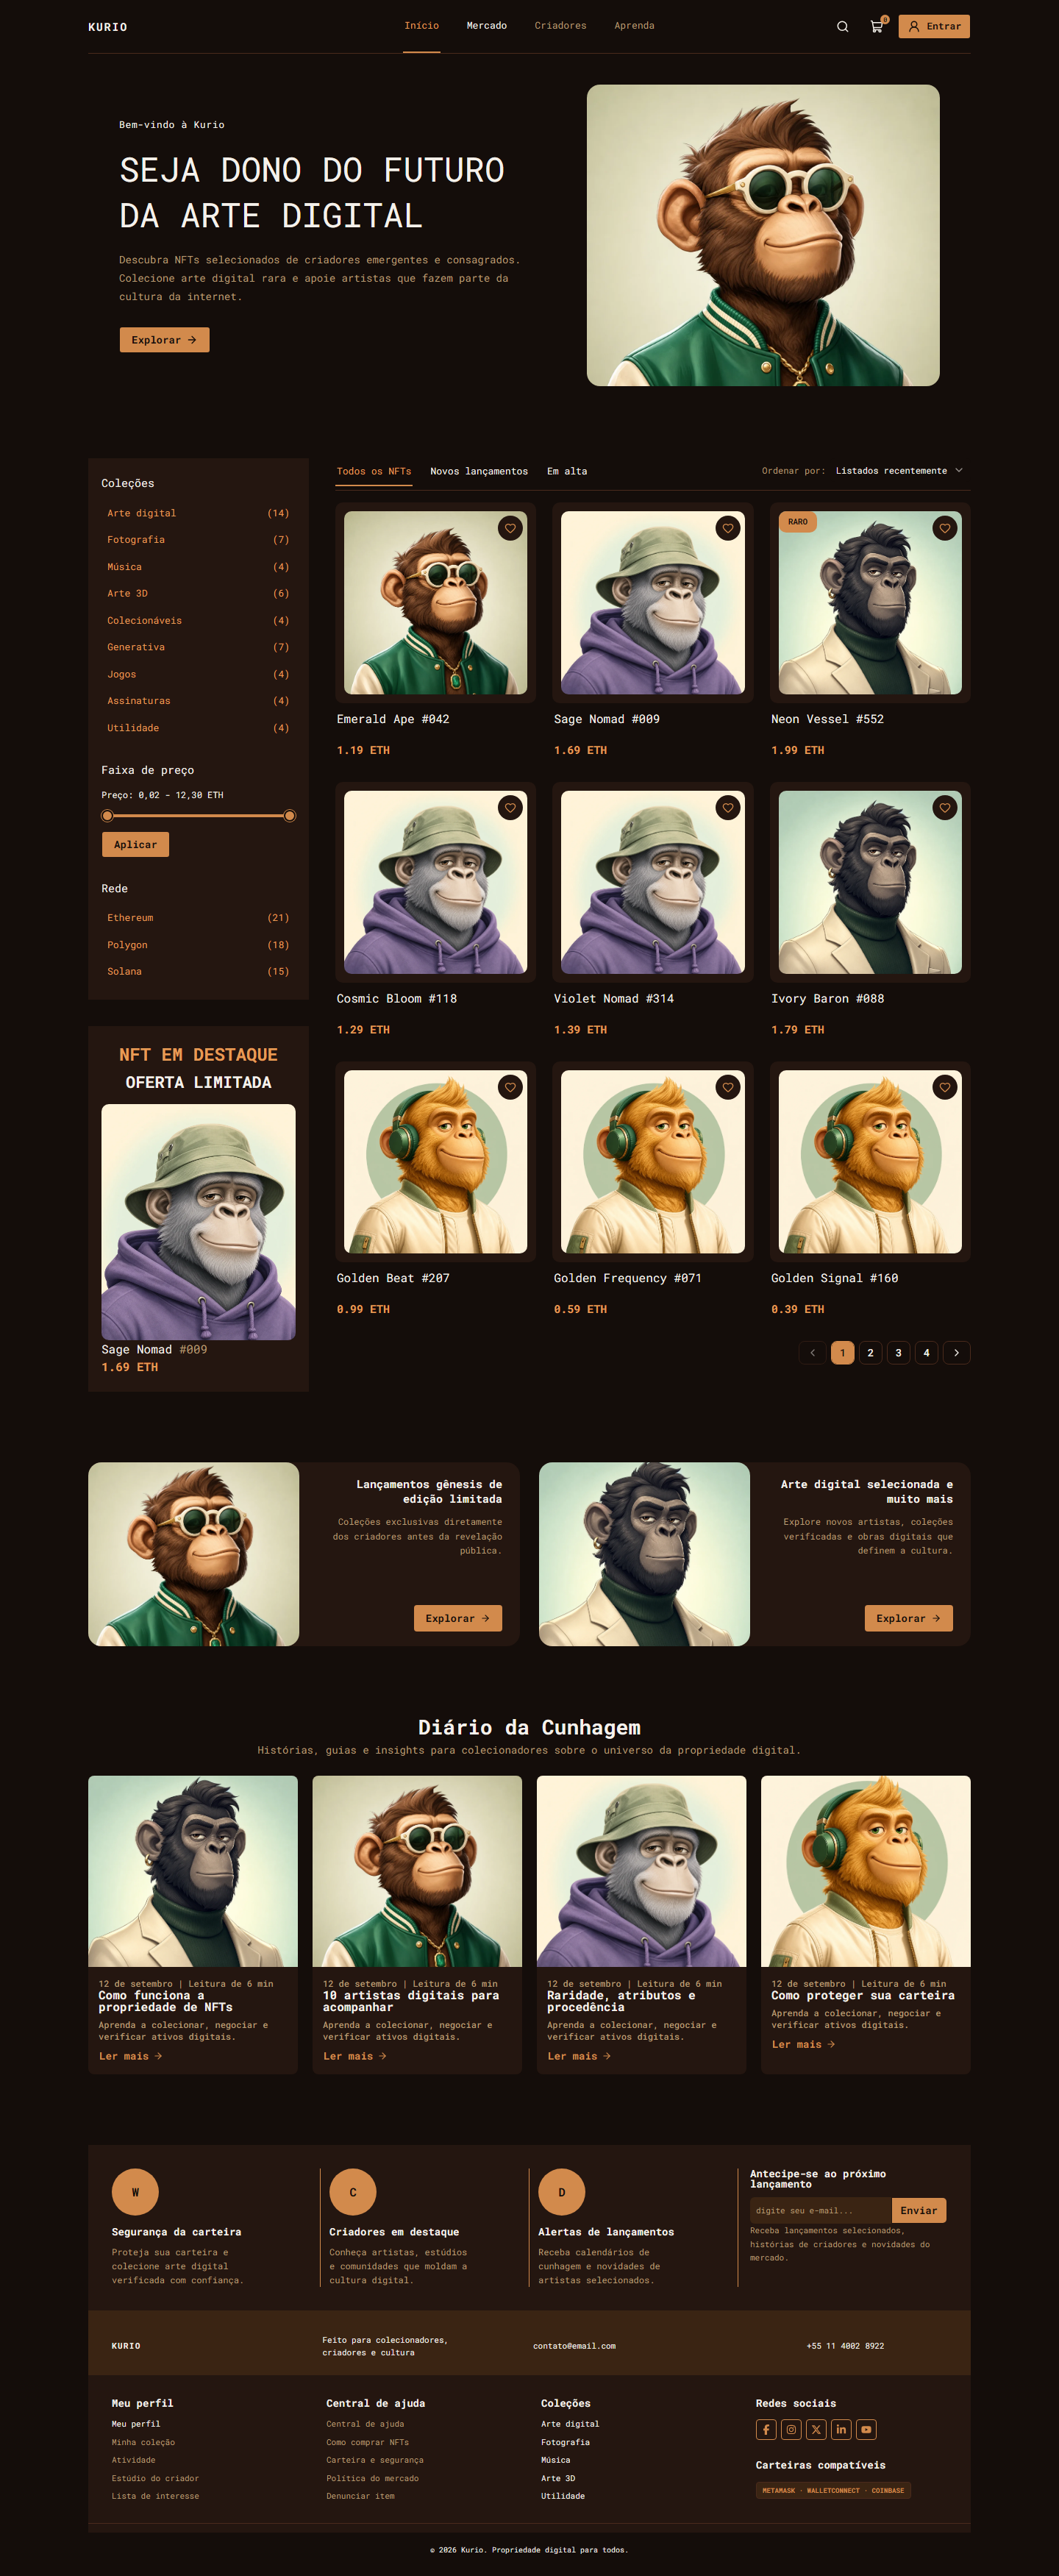 KURIO
Início
Mercado
Criadores
Aprenda
0
Entrar
Bem-vindo à Kurio
SEJA DONO DO FUTURO
DA ARTE DIGITAL
Descubra NFTs selecionados de criadores emergentes e consagrados.
Colecione arte digital rara e apoie artistas que fazem parte da
cultura da internet.
Explorar →
Coleções
Arte digital (14)
Fotografia (7)
Música (4)
Arte 3D (6)
Colecionáveis (4)
Generativa (7)
Jogos (4)
Assinaturas (4)
Utilidade (4)
Faixa de preço
Preço: 0,02 - 12,30 ETH
Aplicar
Rede
Ethereum (21)
Polygon (18)
Solana (15)
NFT EM DESTAQUE
OFERTA LIMITADA
Sage Nomad #009
1.69 ETH
Todos os NFTs
Novos lançamentos
Em alta
Ordenar por: Listados recentemente
RARO
Emerald Ape #042
1.19 ETH
Sage Nomad #009
1.69 ETH
Neon Vessel #552
1.99 ETH
Cosmic Bloom #118
1.29 ETH
Violet Nomad #314
1.39 ETH
Ivory Baron #088
1.79 ETH
Golden Beat #207
0.99 ETH
Golden Frequency #071
0.59 ETH
Golden Signal #160
0.39 ETH
1 2 3 4
Lançamentos gênesis de
edição limitada
Coleções exclusivas diretamente
dos criadores antes da revelação
pública.
Explorar →
Arte digital selecionada e
muito mais
Explore novos artistas, coleções
verificadas e obras digitais que
definem a cultura.
Explorar →
Diário da Cunhagem
Histórias, guias e insights para colecionadores sobre o universo da propriedade digital.
12 de setembro | Leitura de 6 min
Como funciona a
propriedade de NFTs
Aprenda a colecionar, negociar e
verificar ativos digitais.
Ler mais →
12 de setembro | Leitura de 6 min
10 artistas digitais para
acompanhar
Aprenda a colecionar, negociar e
verificar ativos digitais.
Ler mais →
12 de setembro | Leitura de 6 min
Raridade, atributos e
procedência
Aprenda a colecionar, negociar e
verificar ativos digitais.
Ler mais →
12 de setembro | Leitura de 6 min
Como proteger sua carteira
Aprenda a colecionar, negociar e
verificar ativos digitais.
Ler mais →
W
Segurança da carteira
Proteja sua carteira e
colecione arte digital
verificada com confiança.
C
Criadores em destaque
Conheça artistas, estúdios
e comunidades que moldam a
cultura digital.
D
Alertas de lançamentos
Receba calendários de
cunhagem e novidades de
artistas selecionados.
Antecipe-se ao próximo
lançamento
digite seu e-mail...
Enviar
Receba lançamentos selecionados,
histórias de criadores e novidades do
mercado.
KURIO
Feito para colecionadores,
criadores e cultura
contato@email.com
+55 11 4002 8922
Meu perfil
Meu perfil
Minha coleção
Atividade
Estúdio do criador
Lista de interesse
Central de ajuda
Central de ajuda
Como comprar NFTs
Carteira e segurança
Política do mercado
Denunciar item
Coleções
Arte digital
Fotografia
Música
Arte 3D
Utilidade
Redes sociais
Carteiras compatíveis
METAMASK · WALLETCONNECT · COINBASE
© 2026 Kurio. Propriedade digital para todos.